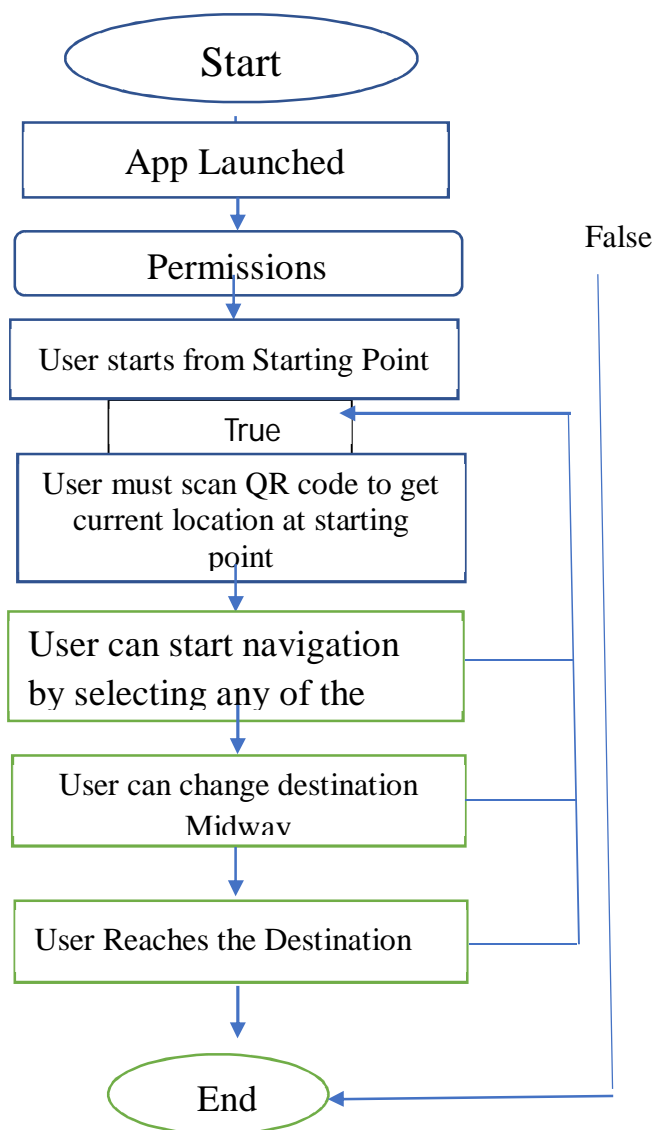 Start
App Launched
False
Permissions
User starts from Starting Point
True
User must scan QR code to get
current location at starting
point
User can start navigation
by selecting any of the
User can change destination
Midway
User Reaches the Destination
End